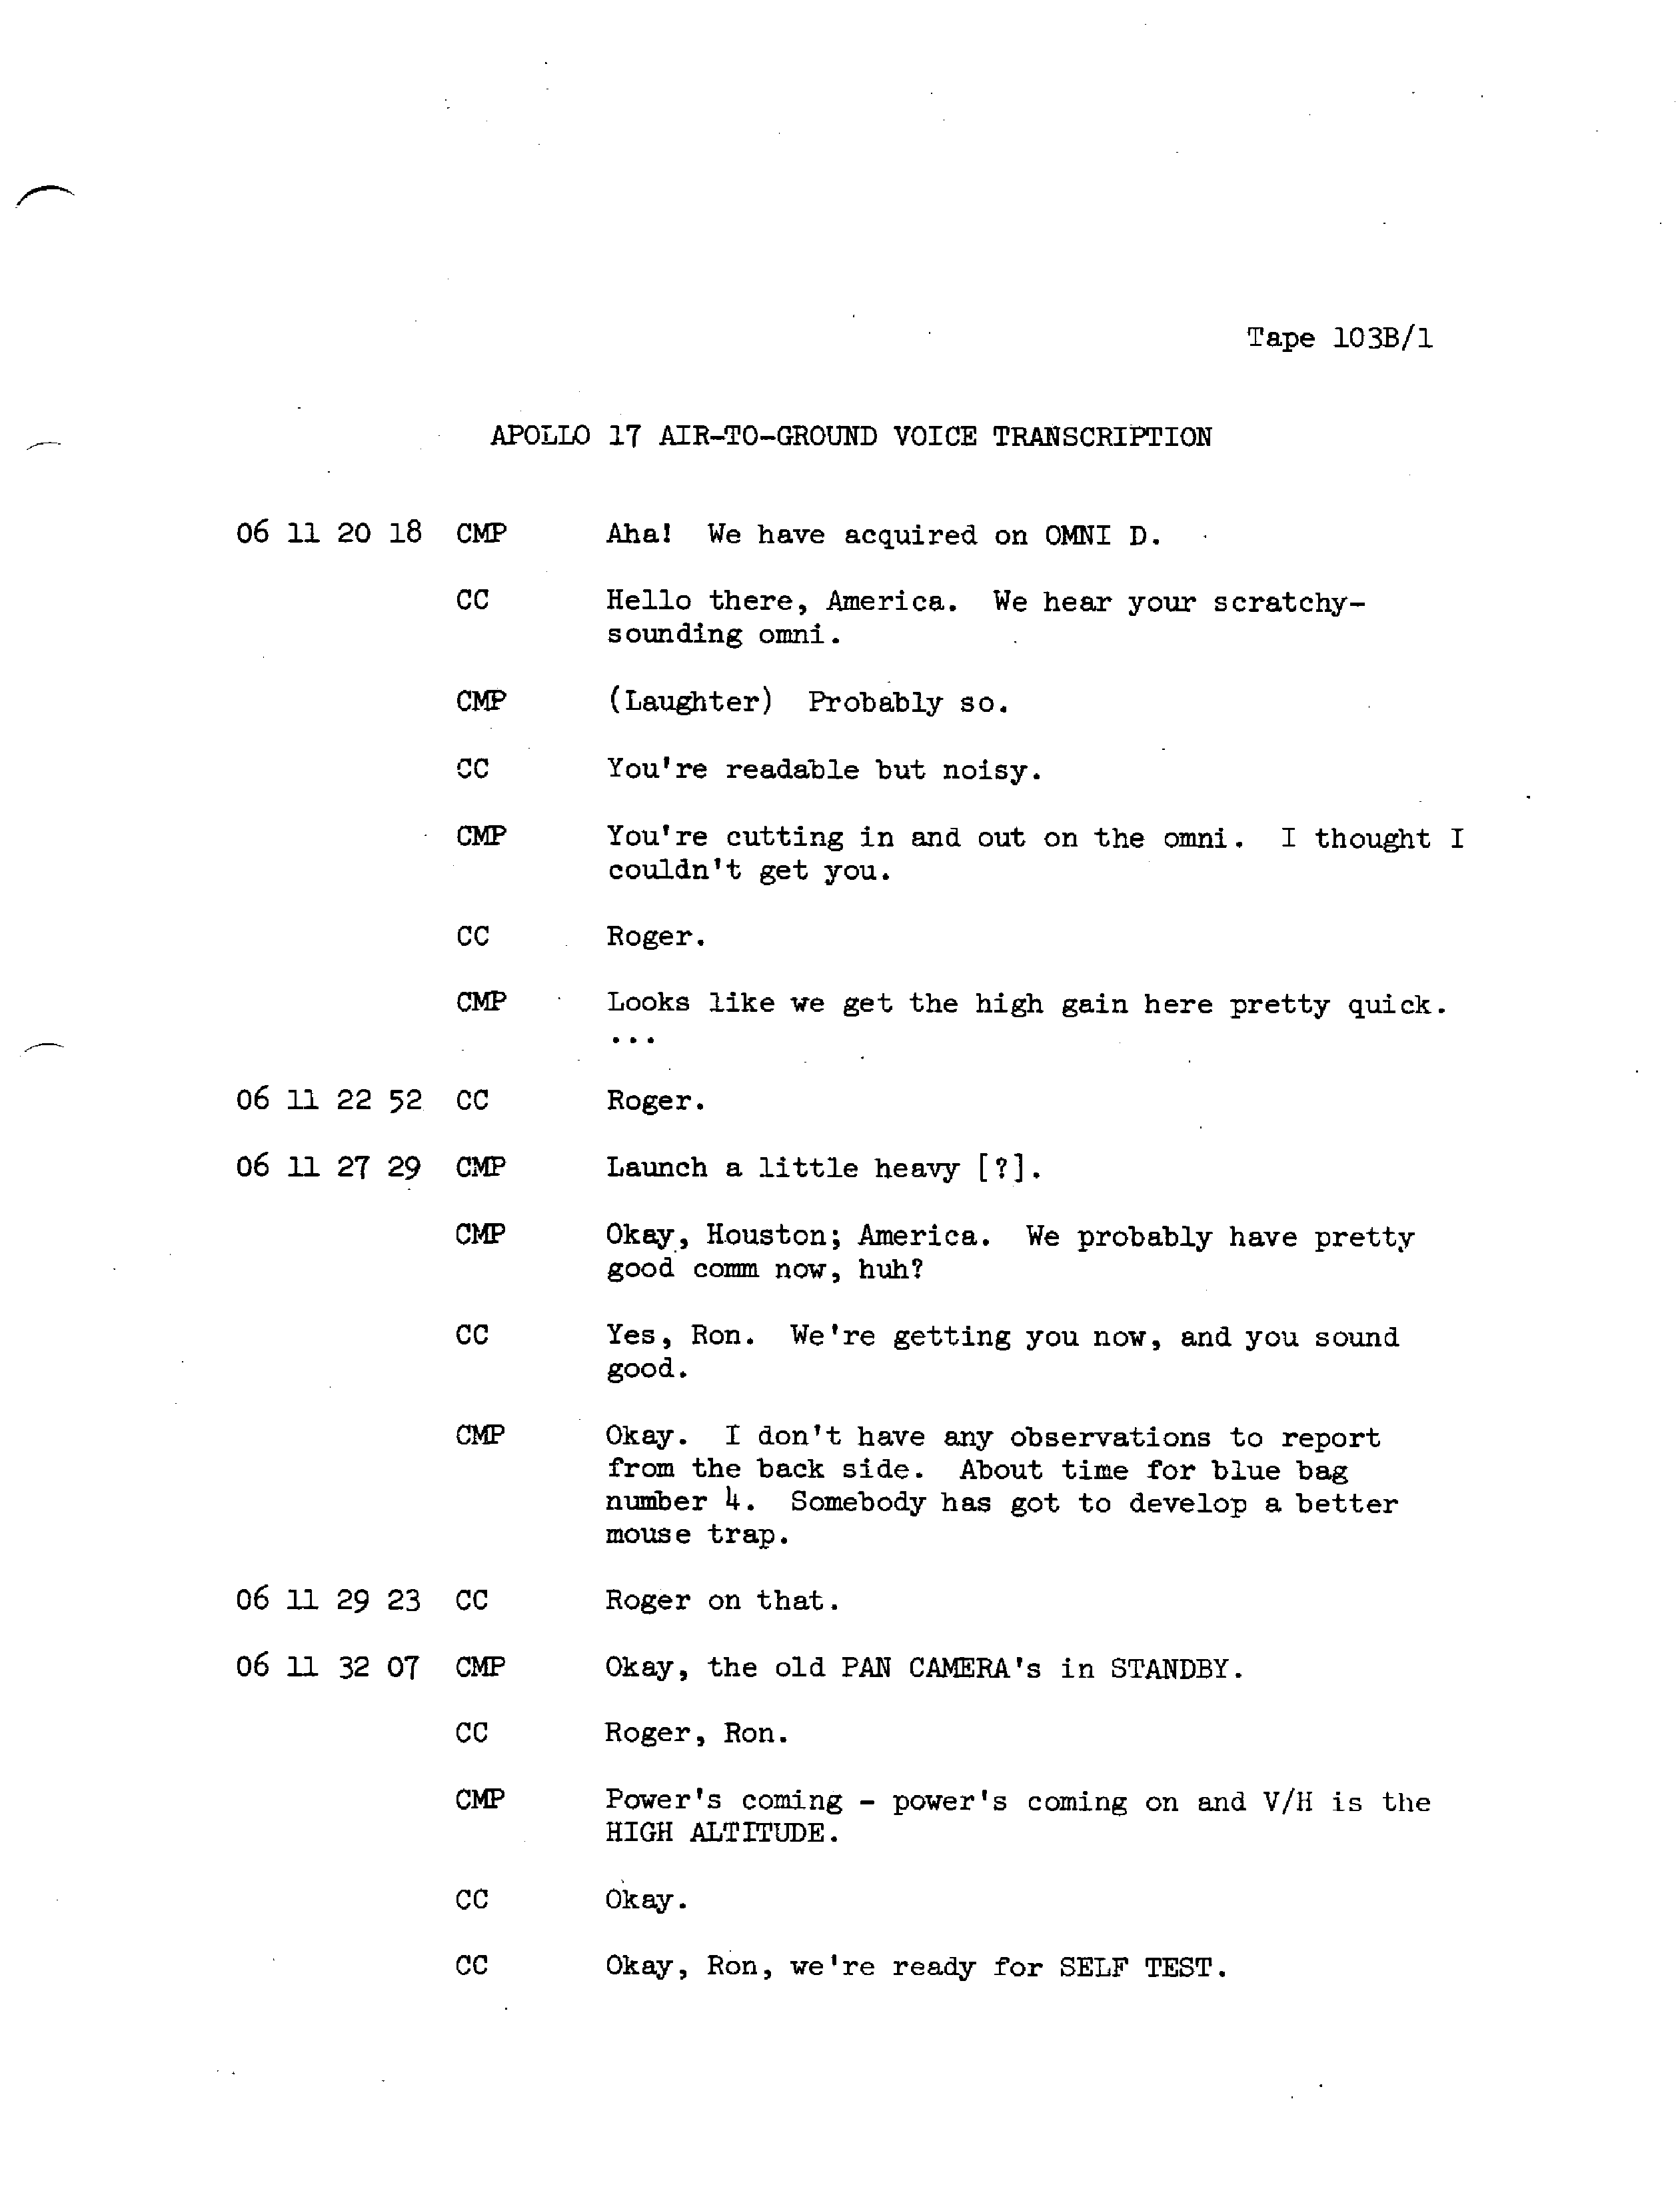 Tape 103B/1
APOLLO 17 AIR-TO-GROUND VOICE TRANSCRIPTION
06 11 20 18 CMP Aha! We have acquired on OMNI D.
CC Hello there, America. We hear your scratchy-
sounding omni.
CMP (Laughter) Probably so.
CC You're readable but noisy.
CMP You're cutting in and out on the omni. I thought I
couldn't get you.
CC Roger.
CMP Looks like we get the high gain here pretty quick.
...
06 11 22 52 CC Roger.
06 11 27 29 CMP Launch a little heavy [?].
CMP Okay, Houston; America. We probably have pretty
good comm now, huh?
CC Yes, Ron. We're getting you now, and you sound
good.
CMP Okay. I don't have any observations to report
from the back side. About time for blue bag
number 4. Somebody has got to develop a better
mouse trap.
06 11 29 23 CC Roger on that.
06 11 32 07 CMP Okay, the old PAN CAMERA's in STANDBY.
CC Roger, Ron.
CMP Power's coming - power's coming on and V/H is the
HIGH ALTITUDE.
CC Okay.
CC Okay, Ron, we're ready for SELF TEST.